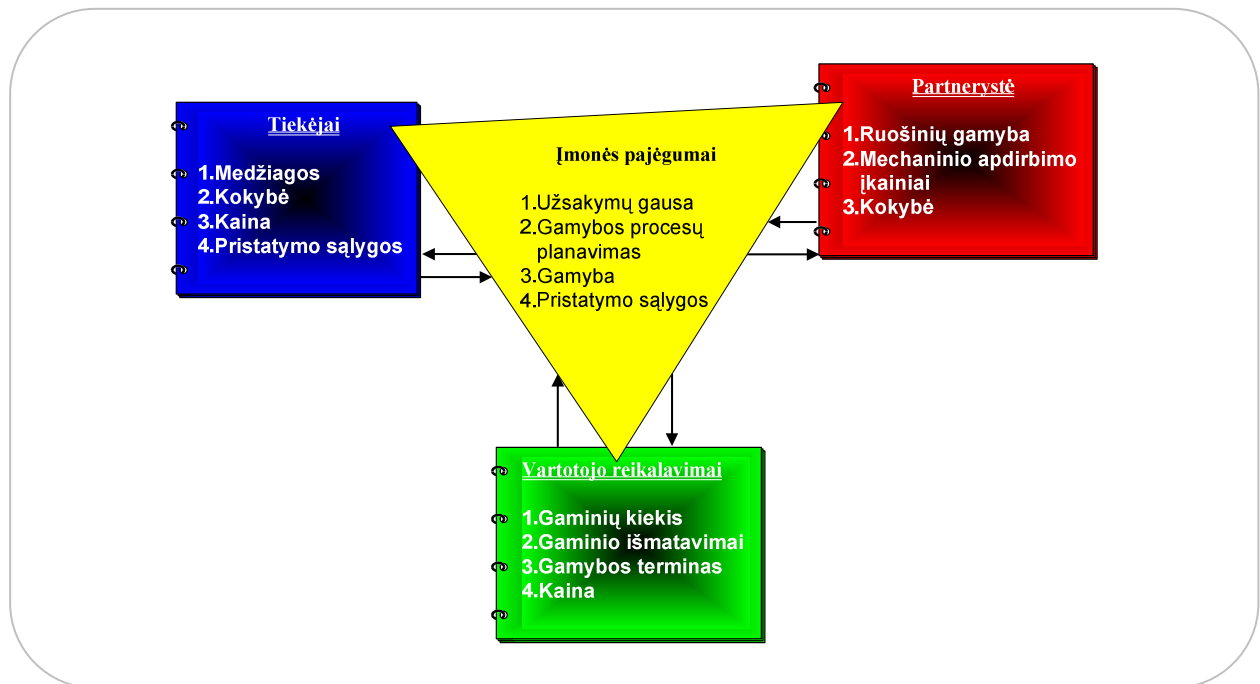 Tiekėjai
1.Medžiagos
2.Kokybė
3.Kaina
4.Pristatymo sąlygos
Įmonės pajėgumai
1.Užsakymų gausa
2.Gamybos procesų
planavimas
3.Gamyba
4.Pristatymo sąlygos
Partnerystė
1.Ruošinių gamyba
2.Mechaninio apdirbimo
įkainiai
3.Kokybė
Vartotojo reikalavimai
1.Gaminių kiekis
2.Gaminio išmatavimai
3.Gamybos terminas
4.Kaina